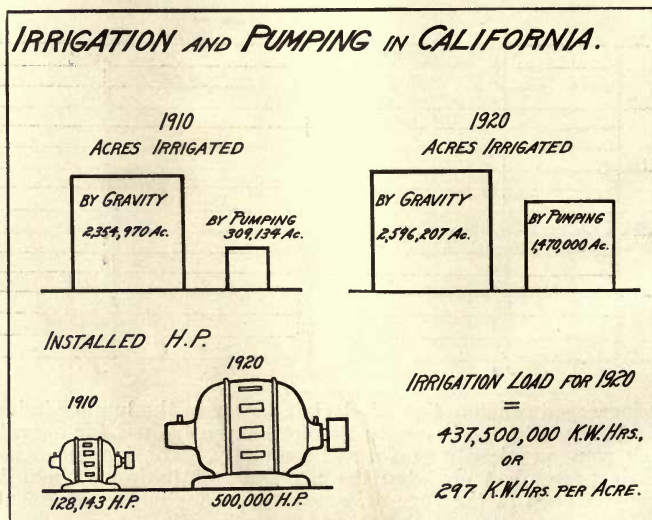 IRRIGATION AND PUMPING IN CALIFORNIA.
1910
ACRES IRRIGATED
BY GRAVITY
2,354,970 AC.
BY PUMPING
309,134 AC.
1920
ACRES IRRIGATED
BY GRAVITY
2,596,207 AC.
BY PUMPING
1,470,000 AC.
INSTALLED H.P.
1910
128,143 H.P.
1920
500,000 H.P.
IRRIGATION LOAD FOR 1920
=
437,500,000 K.W.HRS.
OR
297 K.W.HRS. PER ACRE.